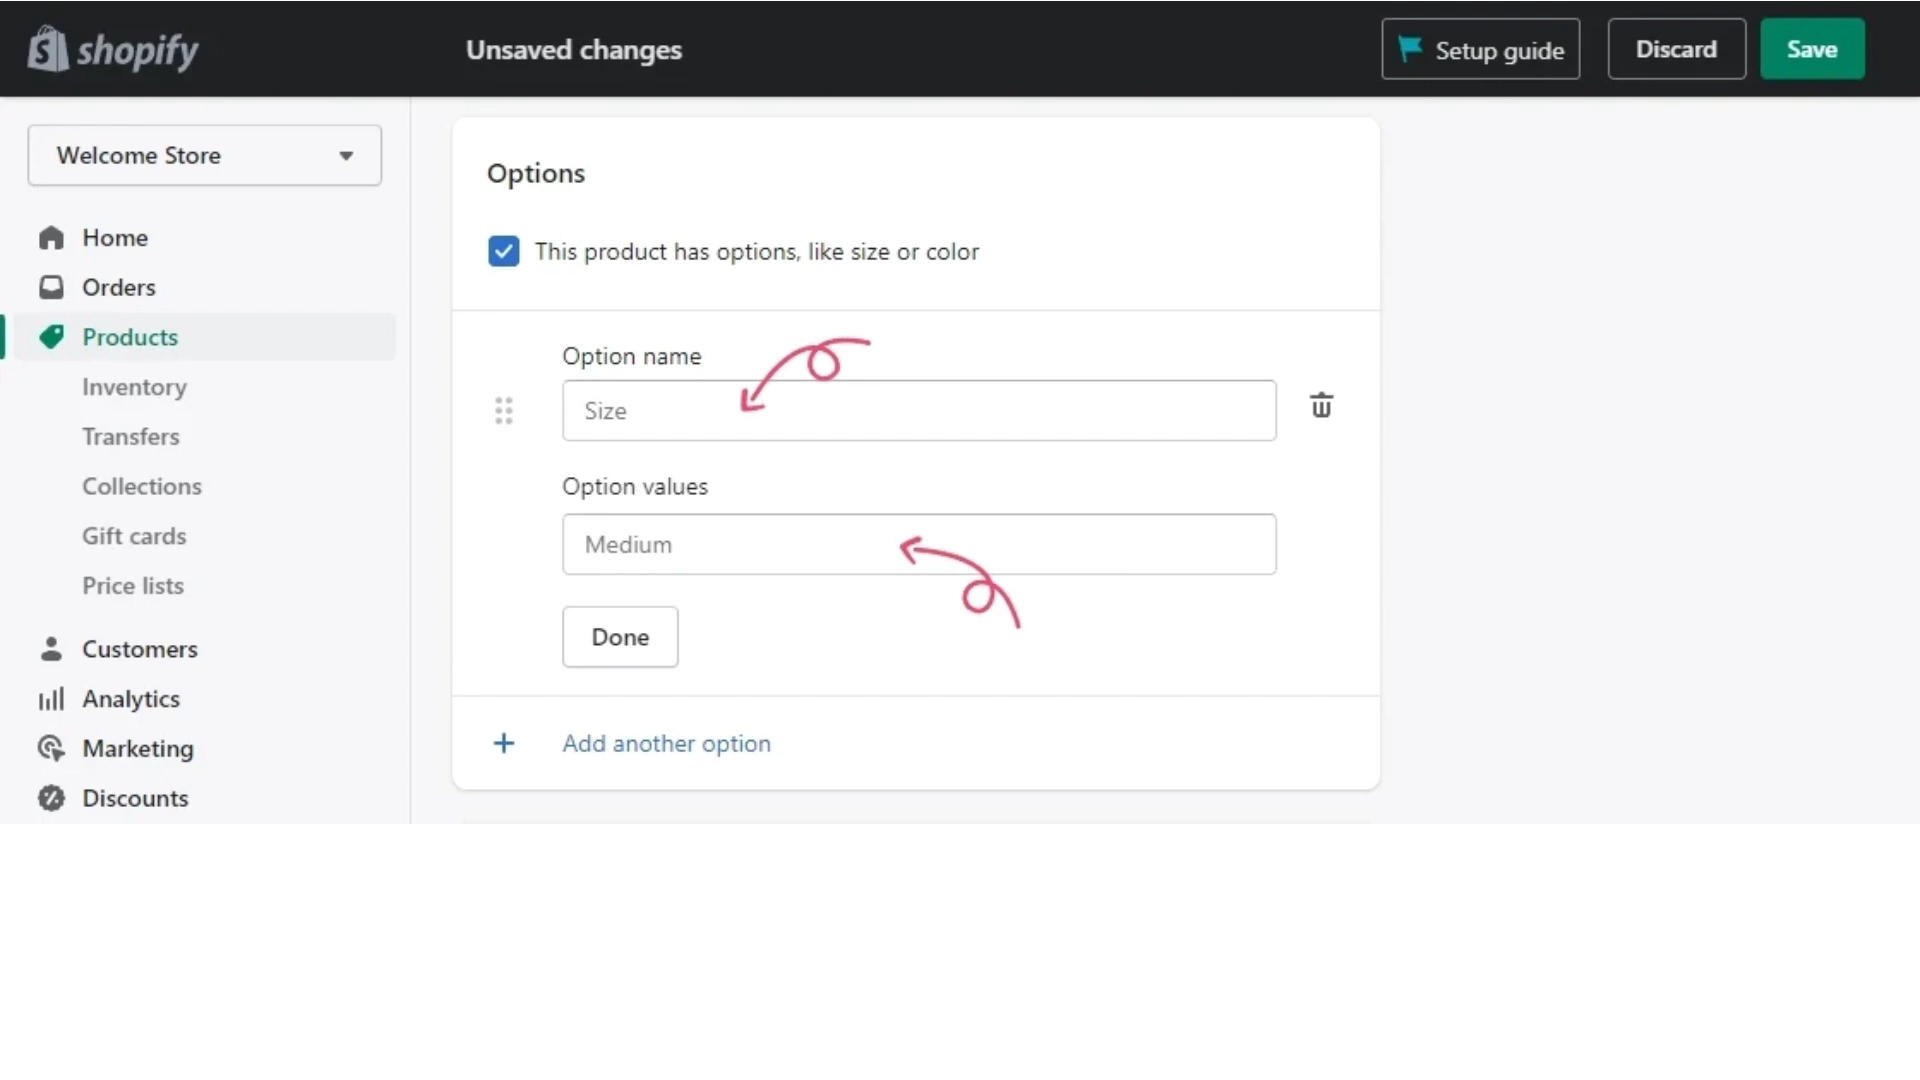 shopify
Unsaved changes
Setup guide
Discard
Save
Welcome Store
Home
Orders
Products
Inventory
Transfers
Collections
Gift cards
Price lists
Customers
Analytics
Marketing
Discounts
Options
This product has options, like size or color
Option name
Size
Option values
Medium
Done
+ Add another option